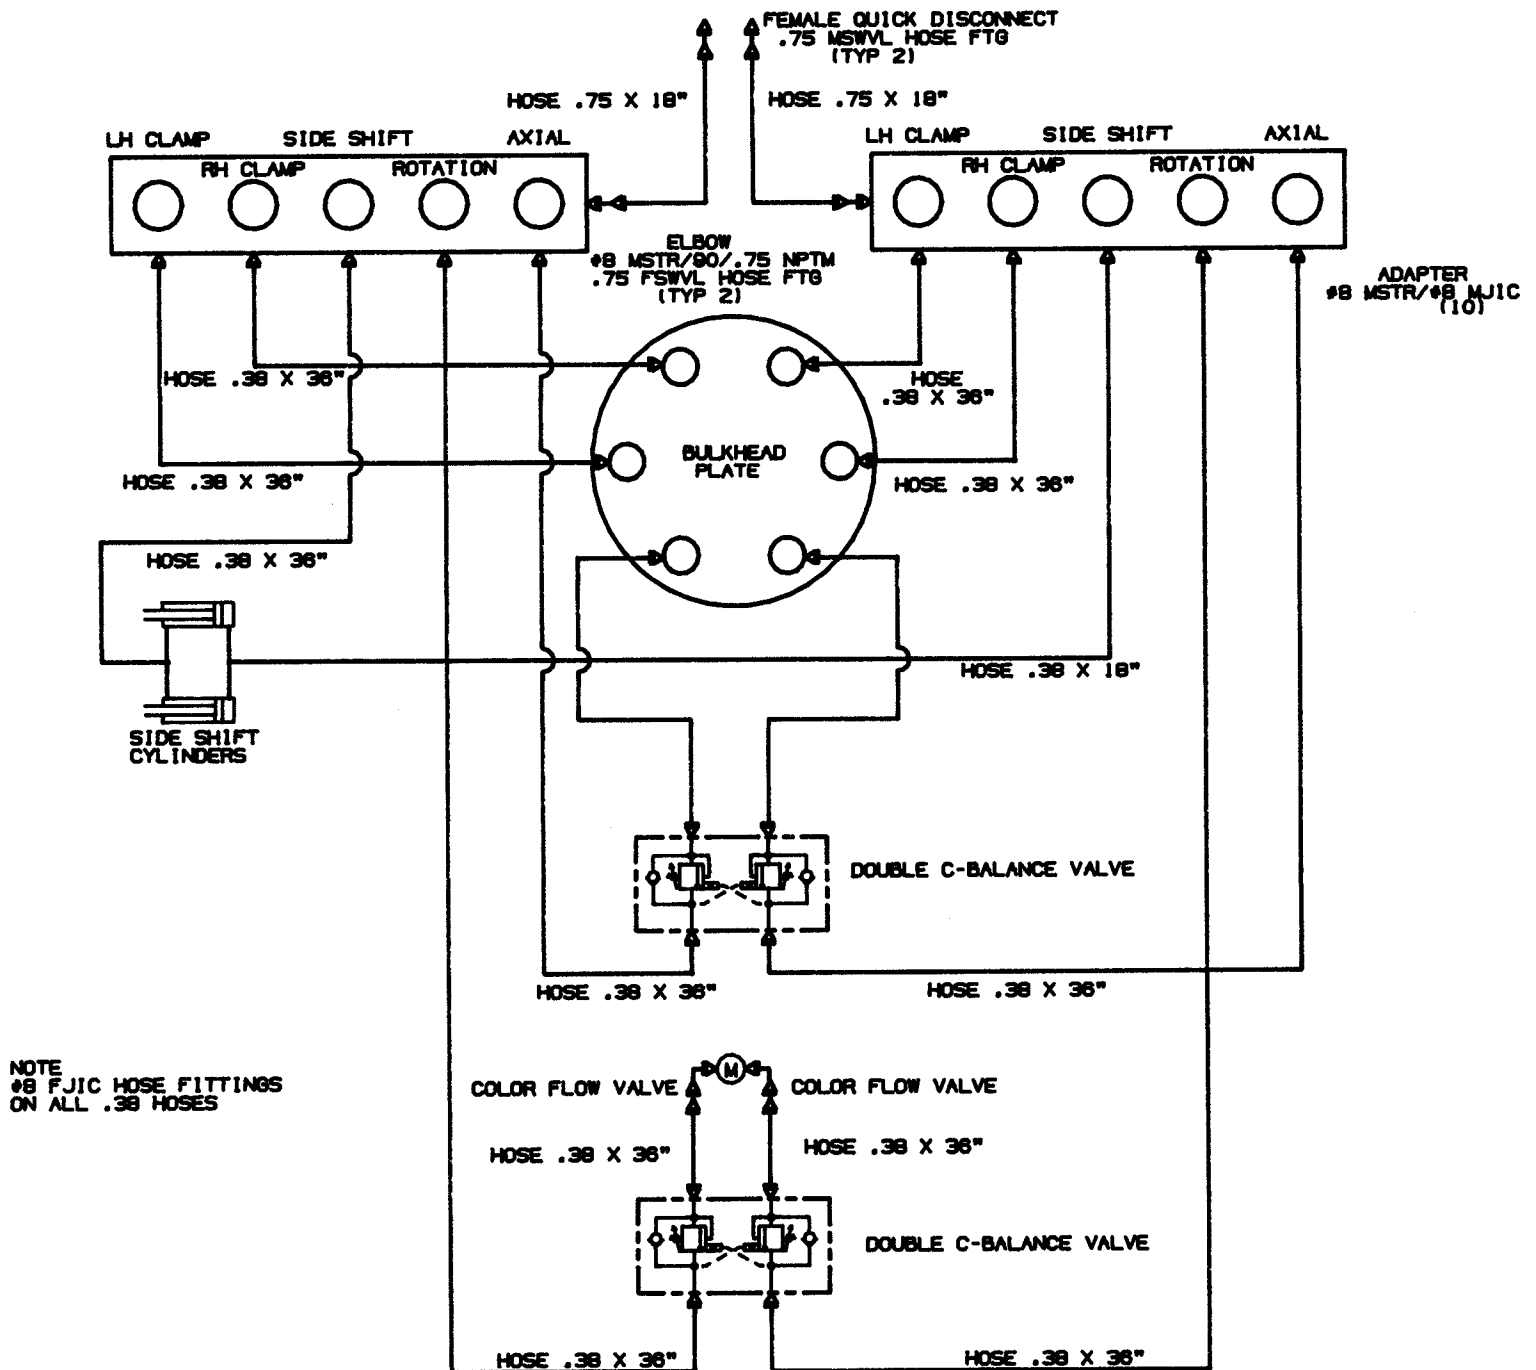 FEMALE QUICK DISCONNECT
.75 MSWVL HOSE FTG
(TYP 2)
HOSE .75 X 18"
HOSE .75 X 18"
LH CLAMP
SIDE SHIFT
AXIAL
RH CLAMP
ROTATION
LH CLAMP
SIDE SHIFT
AXIAL
RH CLAMP
ROTATION
ELBOW
#8 MSTR/90/.75 NPTM
.75 FSWVL HOSE FTG
(TYP 2)
ADAPTER
#8 MSTR/#8 MJIC
(10)
HOSE .38 X 36"
HOSE
.38 X 36"
BULKHEAD
PLATE
HOSE .38 X 36"
HOSE .38 X 36"
HOSE .38 X 36"
HOSE .38 X 18"
SIDE SHIFT
CYLINDERS
DOUBLE C-BALANCE VALVE
HOSE .38 X 36"
HOSE .38 X 36"
NOTE
#8 FJIC HOSE FITTINGS
ON ALL .38 HOSES
M
COLOR FLOW VALVE
COLOR FLOW VALVE
HOSE .38 X 36"
HOSE .38 X 36"
DOUBLE C-BALANCE VALVE
HOSE .38 X 36"
HOSE .38 X 36"